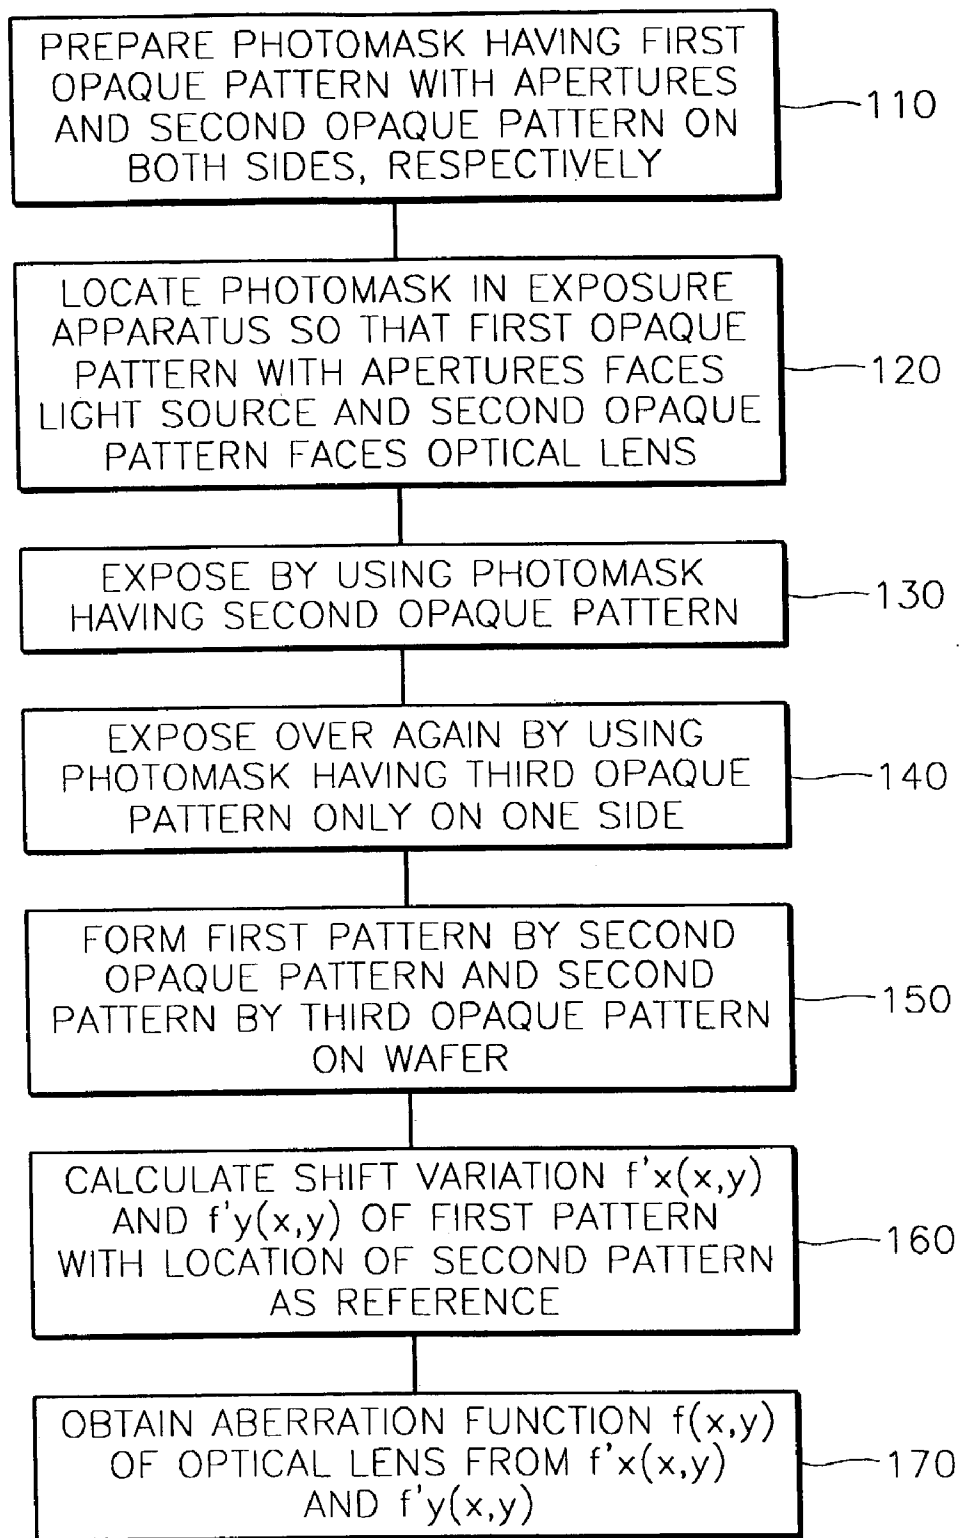 PREPARE PHOTOMASK HAVING FIRST
OPAQUE PATTERN WITH APERTURES
AND SECOND OPAQUE PATTERN ON
BOTH SIDES, RESPECTIVELY
110
LOCATE PHOTOMASK IN EXPOSURE
APPARATUS SO THAT FIRST OPAQUE
PATTERN WITH APERTURES FACES
LIGHT SOURCE AND SECOND OPAQUE
PATTERN FACES OPTICAL LENS
120
EXPOSE BY USING PHOTOMASK
HAVING SECOND OPAQUE PATTERN
130
EXPOSE OVER AGAIN BY USING
PHOTOMASK HAVING THIRD OPAQUE
PATTERN ONLY ON ONE SIDE
140
FORM FIRST PATTERN BY SECOND
OPAQUE PATTERN AND SECOND
PATTERN BY THIRD OPAQUE PATTERN
ON WAFER
150
CALCULATE SHIFT VARIATION f'x(x,y)
AND f'y(x,y) OF FIRST PATTERN
WITH LOCATION OF SECOND PATTERN
AS REFERENCE
160
OBTAIN ABERRATION FUNCTION f(x,y)
OF OPTICAL LENS FROM f'x(x,y)
AND f'y(x,y)
170